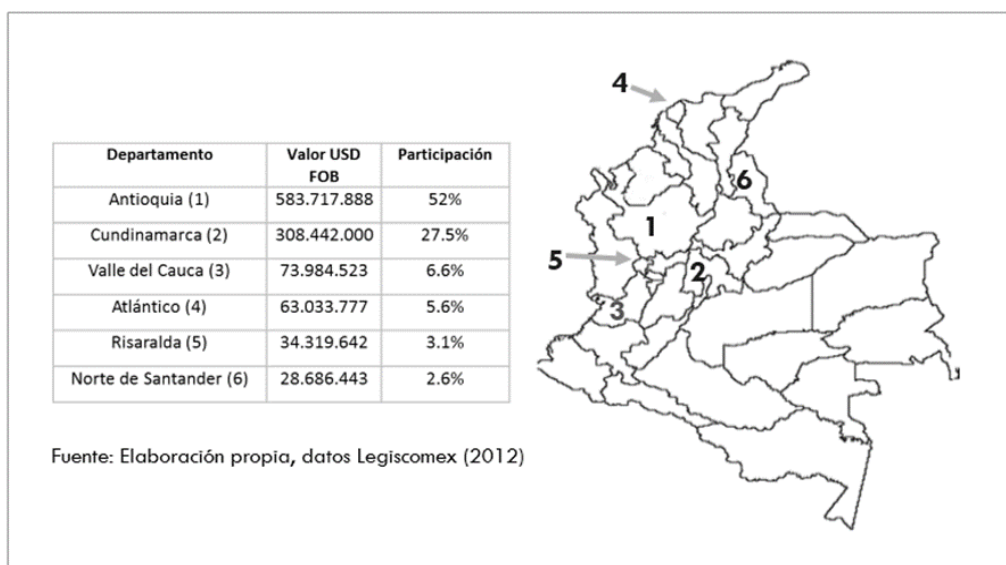 Departamento Valor USD FOB Participación
Antioquia (1) 583.717.888 52%
Cundinamarca (2) 308.442.000 27.5%
Valle del Cauca (3) 73.984.523 6.6%
Atlántico (4) 63.033.777 5.6%
Risaralda (5) 34.319.642 3.1%
Norte de Santander (6) 28.686.443 2.6%
Fuente: Elaboración propia, datos Legiscomex (2012)
4
6
1
5
2
3